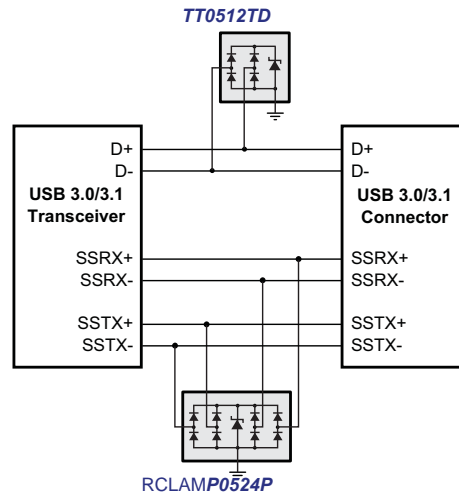 TT0512TD
D+
D-
USB 3.0/3.1
Transceiver
SSRX+
SSRX-
SSTX+
SSTX-
D+
D-
USB 3.0/3.1
Connector
SSRX+
SSRX-
SSTX+
SSTX-
RCLAMP0524P